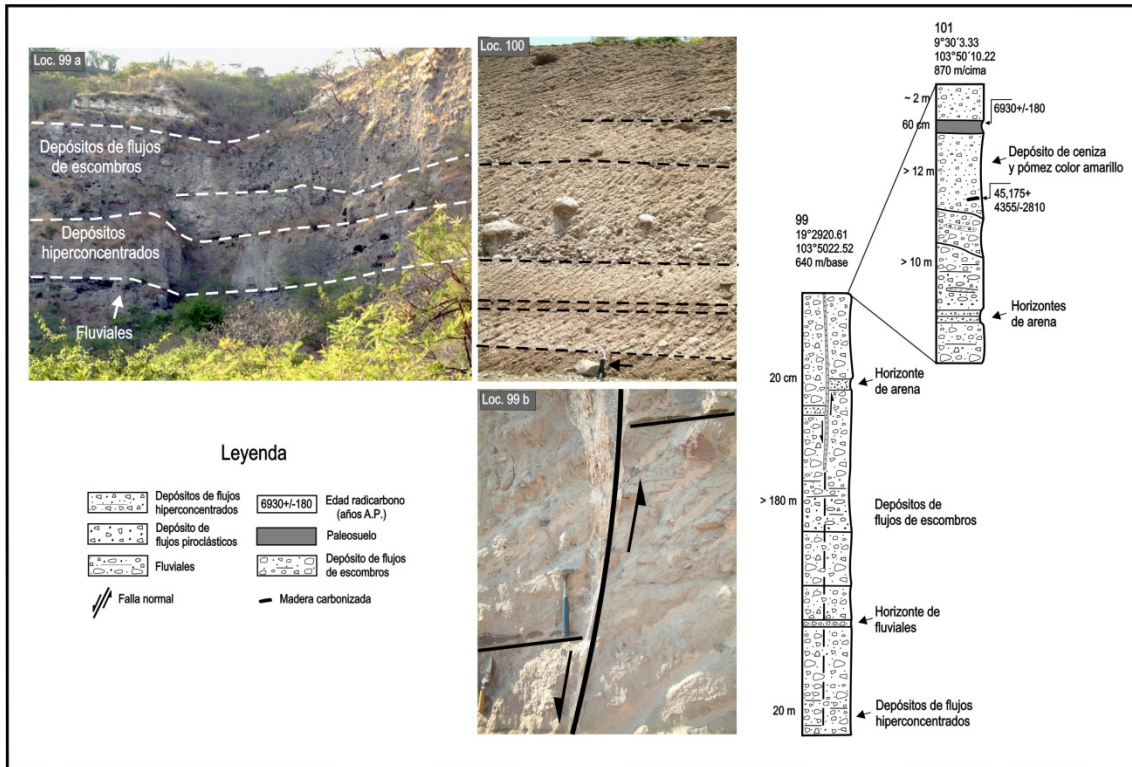 Loc. 99 a
Depósitos de flujos
de escombros
Depósitos
hiperconcentrados
Fluviales
Loc. 100
Loc. 99 b
Leyenda
Depósitos de flujos
hiperconcentrados
Depósito de
flujos piroclásticos
Fluviales
Falla normal
6930+/-180
Edad radicarbono
(años A.P.)
Paleosuelo
Depósito de flujos
de escombros
Madera carbonizada
99
19°2920.61
103°5022.52
640 m/base
20 cm
> 180 m
20 m
Horizonte
de arena
Depósitos
de flujos de escombros
Horizonte de
fluviales
Depósitos de flujos
hiperconcentrados
101
9°30´3.33
103°50´10.22
870 m/cima
~ 2 m
60 cm
> 12 m
> 10 m
6930+/-180
Depósito de ceniza
y pómez color amarillo
45,175+
4355/-2810
Horizontes
de arena